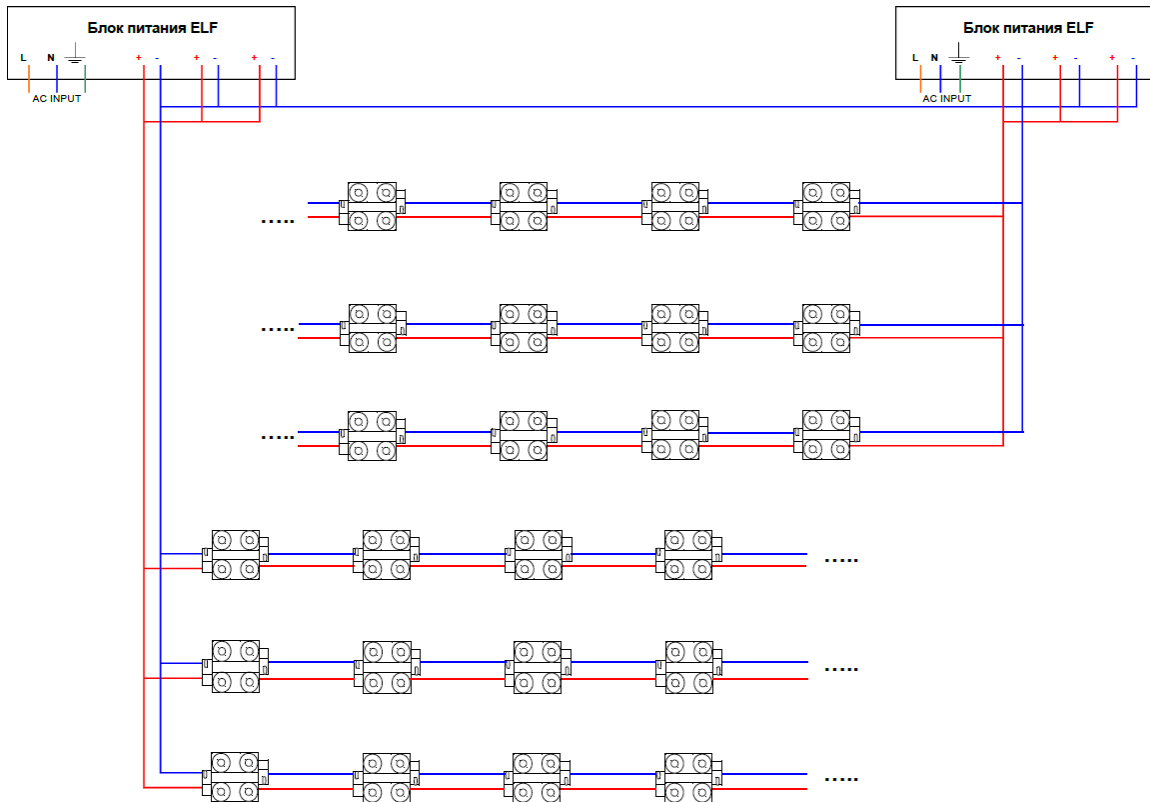 Блок питания ELF
Блок питания ELF
L N + - + - + -
L N + - + - + -
AC INPUT
AC INPUT
.....
.....
.....
.....
.....
.....